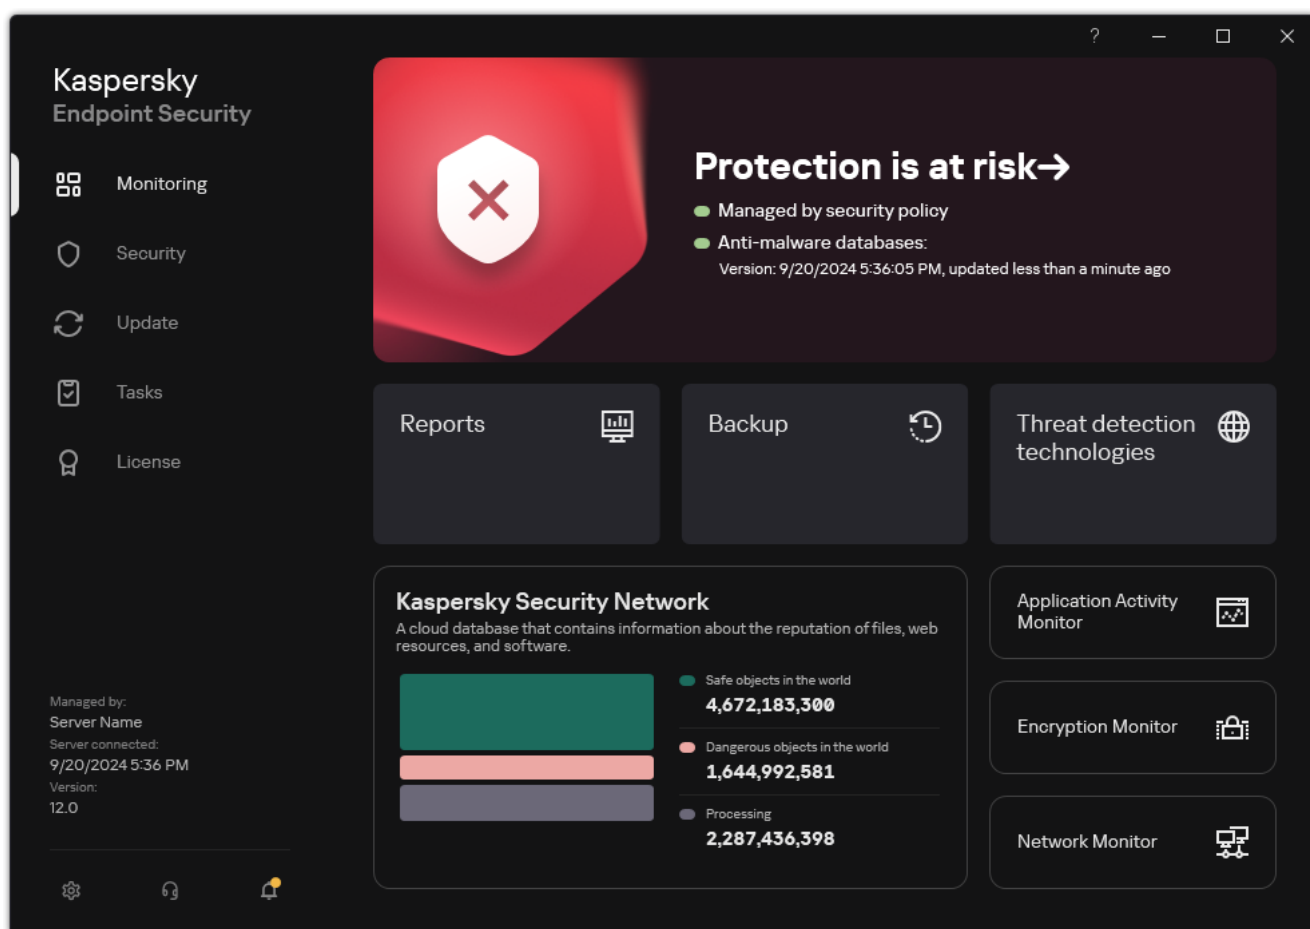 ?
Kaspersky
Endpoint Security
Monitoring
Security
Update
Tasks
License
Managed by:
Server Name
Server connected:
9/20/2024 5:36 PM
Version:
12.0
Protection is at risk→
Managed by security policy
Anti-malware databases:
Version: 9/20/2024 5:36:05 PM, updated less than a minute ago
Reports
Backup
Threat detection
technologies
Kaspersky Security Network
A cloud database that contains information about the reputation of files, web
resources, and software.
Safe objects in the world
4,672,183,300
Dangerous objects in the world
1,644,992,581
Processing
2,287,436,398
Application Activity
Monitor
Encryption Monitor
Network Monitor